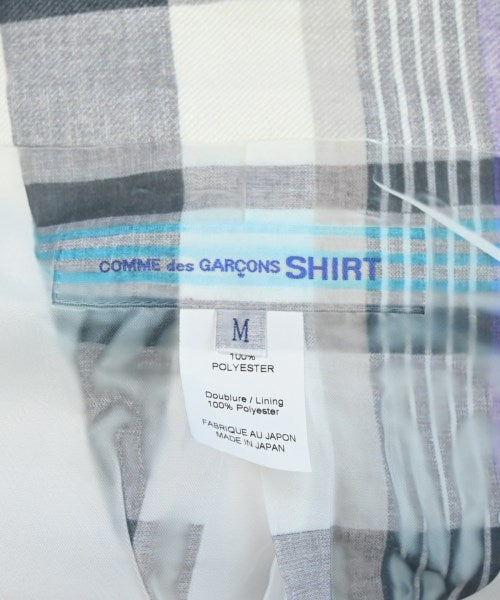 COMME des GARÇONS SHIRT
M
100%
POLYESTER
Doublure / Lining
100% Polyester
FABRIQUE AU JAPON
MADE IN JAPAN